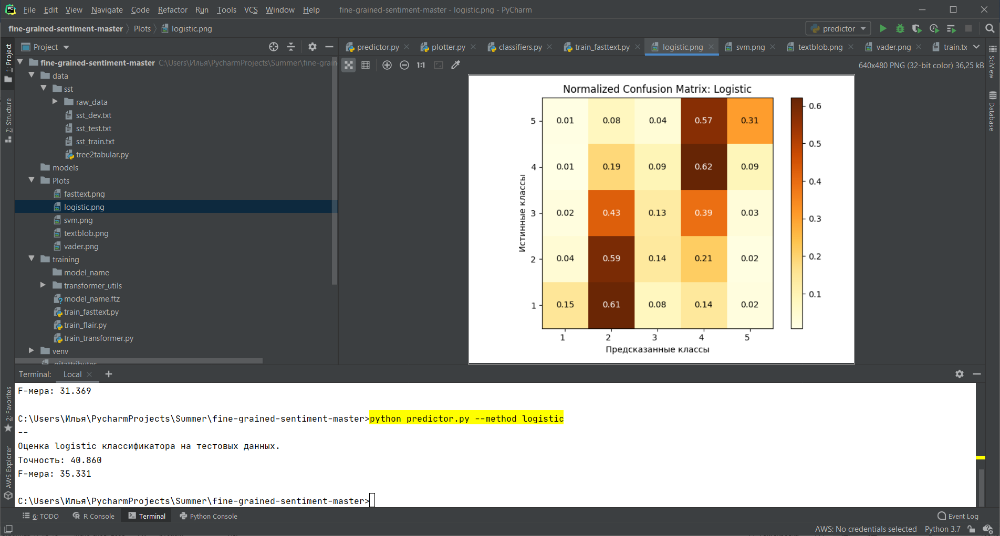 File Edit View Navigate Code Refactor Run Tools VCS Window Help fine-grained-sentiment-master - logistic.png - PyCharm
fine-grained-sentiment-master Plots logistic.png predictor
Project predictor.py plotter.py classifiers.py train_fasttext.py logistic.png svm.png textblob.png vader.png train.tx
1: Project
7: Structure
2: Favorites
AWS Explorer
fine-grained-sentiment-master C:\Users\Илья\PycharmProjects\Summer\fine-grain
data
sst
raw_data
sst_dev.txt
sst_test.txt
sst_train.txt
tree2tabular.py
models
Plots
fasttext.png
logistic.png
svm.png
textblob.png
vader.png
training
model_name
transformer_utils
model_name.ftz
train_fasttext.py
train_flair.py
train_transformer.py
venv
.gitattributes
1:1 640x480 PNG (32-bit color) 36,25 kB
SciView
Database
Normalized Confusion Matrix: Logistic
Истинные классы
5 0.01 0.08 0.04 0.57 0.31
4 0.01 0.19 0.09 0.62 0.09
3 0.02 0.43 0.13 0.39 0.03
2 0.04 0.59 0.14 0.21 0.02
1 0.15 0.61 0.08 0.14 0.02
1 2 3 4 5
Предсказанные классы
0.6
0.5
0.4
0.3
0.2
0.1
Terminal: Local
F-мера: 31.369
C:\Users\Илья\PycharmProjects\Summer\fine-grained-sentiment-master>python predictor.py --method logistic
--
Оценка logistic классификатора на тестовых данных.
Точность: 40.860
F-мера: 35.331
C:\Users\Илья\PycharmProjects\Summer\fine-grained-sentiment-master>
6: TODO R Console Terminal Python Console Event Log
AWS: No credentials selected Python 3.7